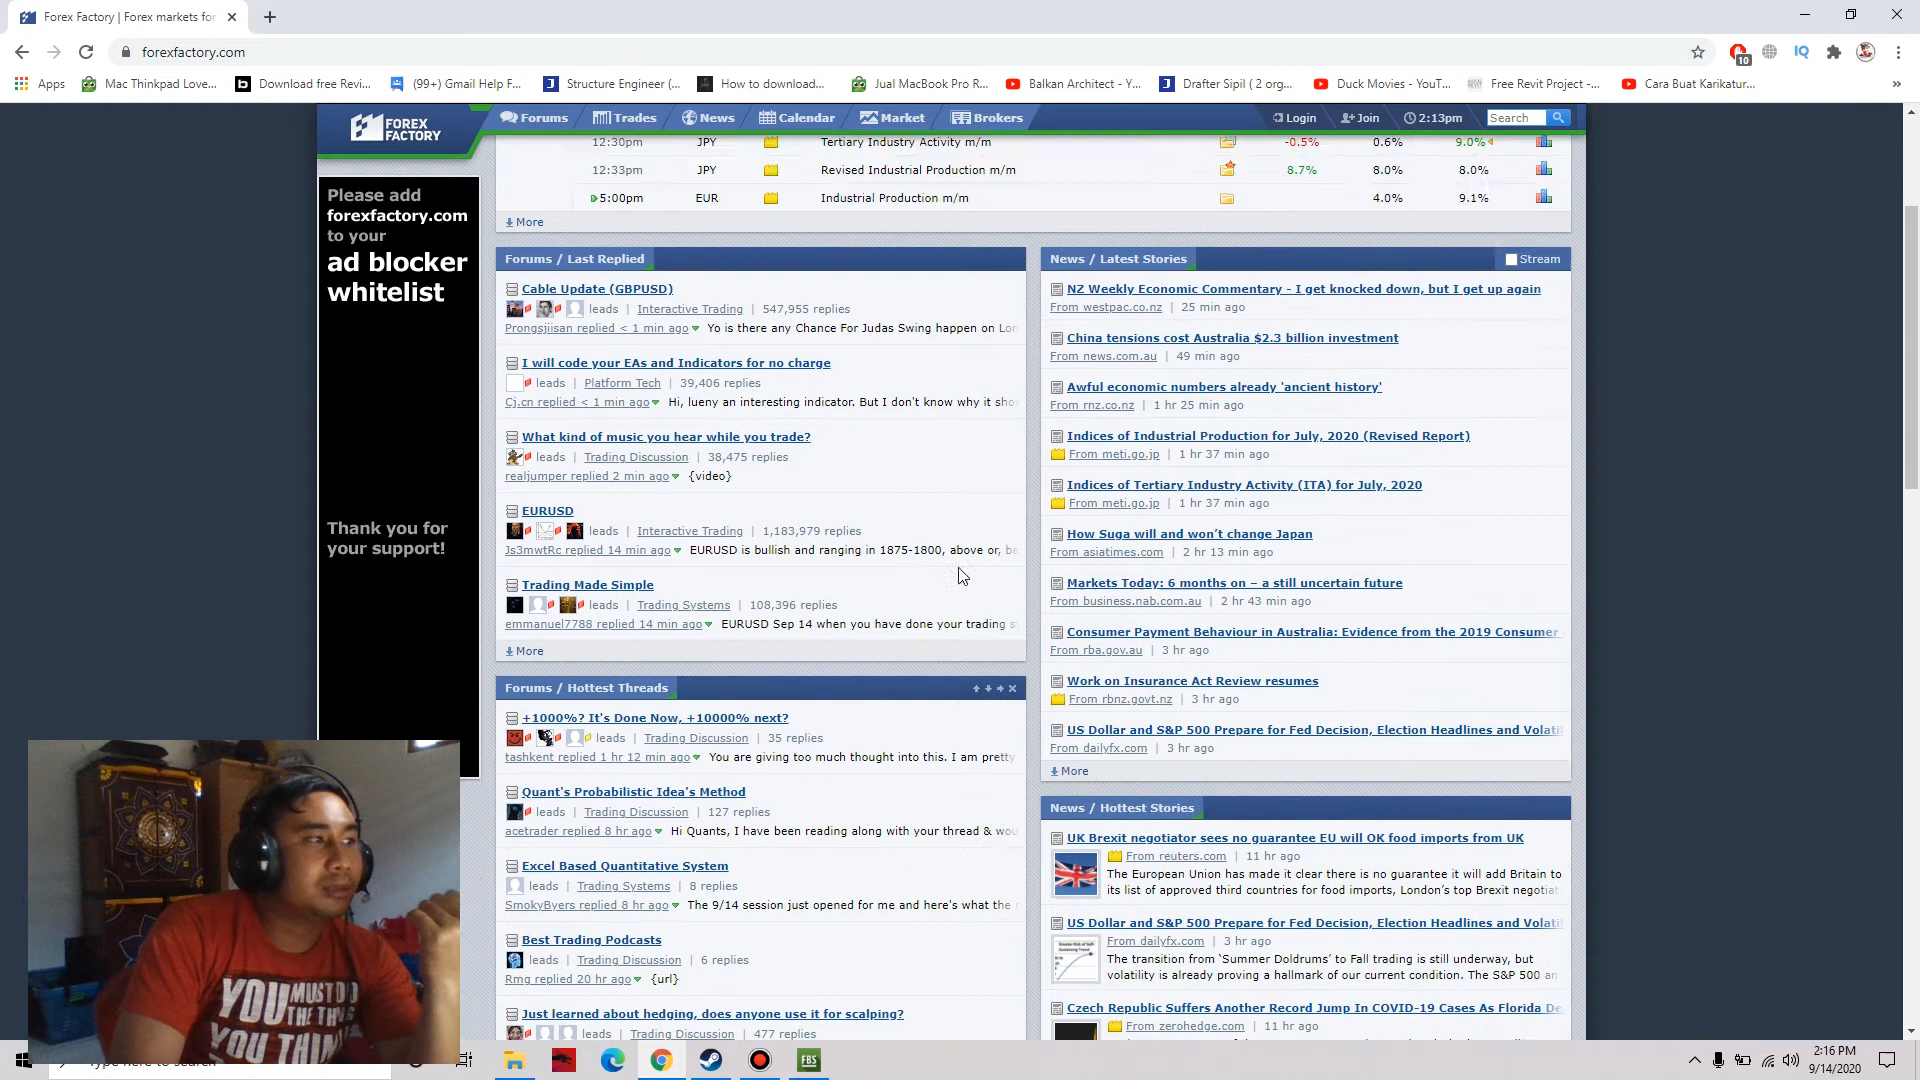 Forex Factory | Forex markets for
forexfactory.com
10
Apps
Mac Thinkpad Love...
Download free Revi...
(99+) Gmail Help F...
Structure Engineer (...
How to download...
Jual MacBook Pro R...
Balkan Architect - Y...
Drafter Sipil ( 2 org...
Duck Movies - YouT...
Free Revit Project -...
Cara Buat Karikatur...
FOREX FACTORY
Forums Trades News Calendar Market Brokers Login Join 2:13pm Search
12:30pm JPY Tertiary Industry Activity m/m -0.5% 0.6% 9.0%
12:33pm JPY Revised Industrial Production m/m 8.7% 8.0% 8.0%
5:00pm EUR Industrial Production m/m 4.0% 9.1%
More
Please add
forexfactory.com
to your
ad blocker
whitelist
Thank you for
your support!
Forums / Last Replied
Cable Update (GBPUSD)
leads | Interactive Trading | 547,955 replies
Prongsjiisan replied < 1 min ago Yo is there any Chance For Judas Swing happen on Lon
I will code your EAs and Indicators for no charge
leads | Platform Tech | 39,406 replies
Cj.cn replied < 1 min ago Hi, lueny an interesting indicator. But I don't know why it sho
What kind of music you hear while you trade?
leads | Trading Discussion | 38,475 replies
realjumper replied 2 min ago {video}
EURUSD
leads | Interactive Trading | 1,183,979 replies
Js3mwtRc replied 14 min ago EURUSD is bullish and ranging in 1875-1800, above or, be
Trading Made Simple
leads | Trading Systems | 108,396 replies
emmanuel7788 replied 14 min ago EURUSD Sep 14 when you have done your trading s
More
Forums / Hottest Threads
+1000%? It's Done Now, +10000% next?
leads | Trading Discussion | 35 replies
tashkent replied 1 hr 12 min ago You are giving too much thought into this. I am pretty
Quant's Probabilistic Idea's Method
leads | Trading Discussion | 127 replies
acetrader replied 8 hr ago Hi Quants, I have been reading along with your thread & wou
Excel Based Quantitative System
leads | Trading Systems | 8 replies
SmokyByers replied 8 hr ago The 9/14 session just opened for me and here's what the
Best Trading Podcasts
leads | Trading Discussion | 6 replies
Rmg replied 20 hr ago {url}
Just learned about hedging, does anyone use it for scalping?
leads | Trading Discussion | 477 replies
News / Latest Stories Stream
NZ Weekly Economic Commentary - I get knocked down, but I get up again
From westpac.co.nz | 25 min ago
China tensions cost Australia $2.3 billion investment
From news.com.au | 49 min ago
Awful economic numbers already 'ancient history'
From rnz.co.nz | 1 hr 25 min ago
Indices of Industrial Production for July, 2020 (Revised Report)
From meti.go.jp | 1 hr 37 min ago
Indices of Tertiary Industry Activity (ITA) for July, 2020
From meti.go.jp | 1 hr 37 min ago
How Suga will and won't change Japan
From asiatimes.com | 2 hr 13 min ago
Markets Today: 6 months on – a still uncertain future
From business.nab.com.au | 2 hr 43 min ago
Consumer Payment Behaviour in Australia: Evidence from the 2019 Consumer
From rba.gov.au | 3 hr ago
Work on Insurance Act Review resumes
From rbnz.govt.nz | 3 hr ago
US Dollar and S&P 500 Prepare for Fed Decision, Election Headlines and Volati
From dailyfx.com | 3 hr ago
More
News / Hottest Stories
UK Brexit negotiator sees no guarantee EU will OK food imports from UK
From reuters.com | 11 hr ago
The European Union has made it clear there is no guarantee it will add Britain to
its list of approved third countries for food imports, London's top Brexit negotiat
US Dollar and S&P 500 Prepare for Fed Decision, Election Headlines and Volati
From dailyfx.com | 3 hr ago
The transition from 'Summer Doldrums' to Fall trading is still underway, but
volatility is already proving a hallmark of our current condition. The S&P 500 an
Czech Republic Suffers Another Record Jump In COVID-19 Cases As Florida De
From zerohedge.com | 11 hr ago
YOU MUST DO
THE THING
YOU THINK
Type here to search
FBS
2:16 PM
9/14/2020